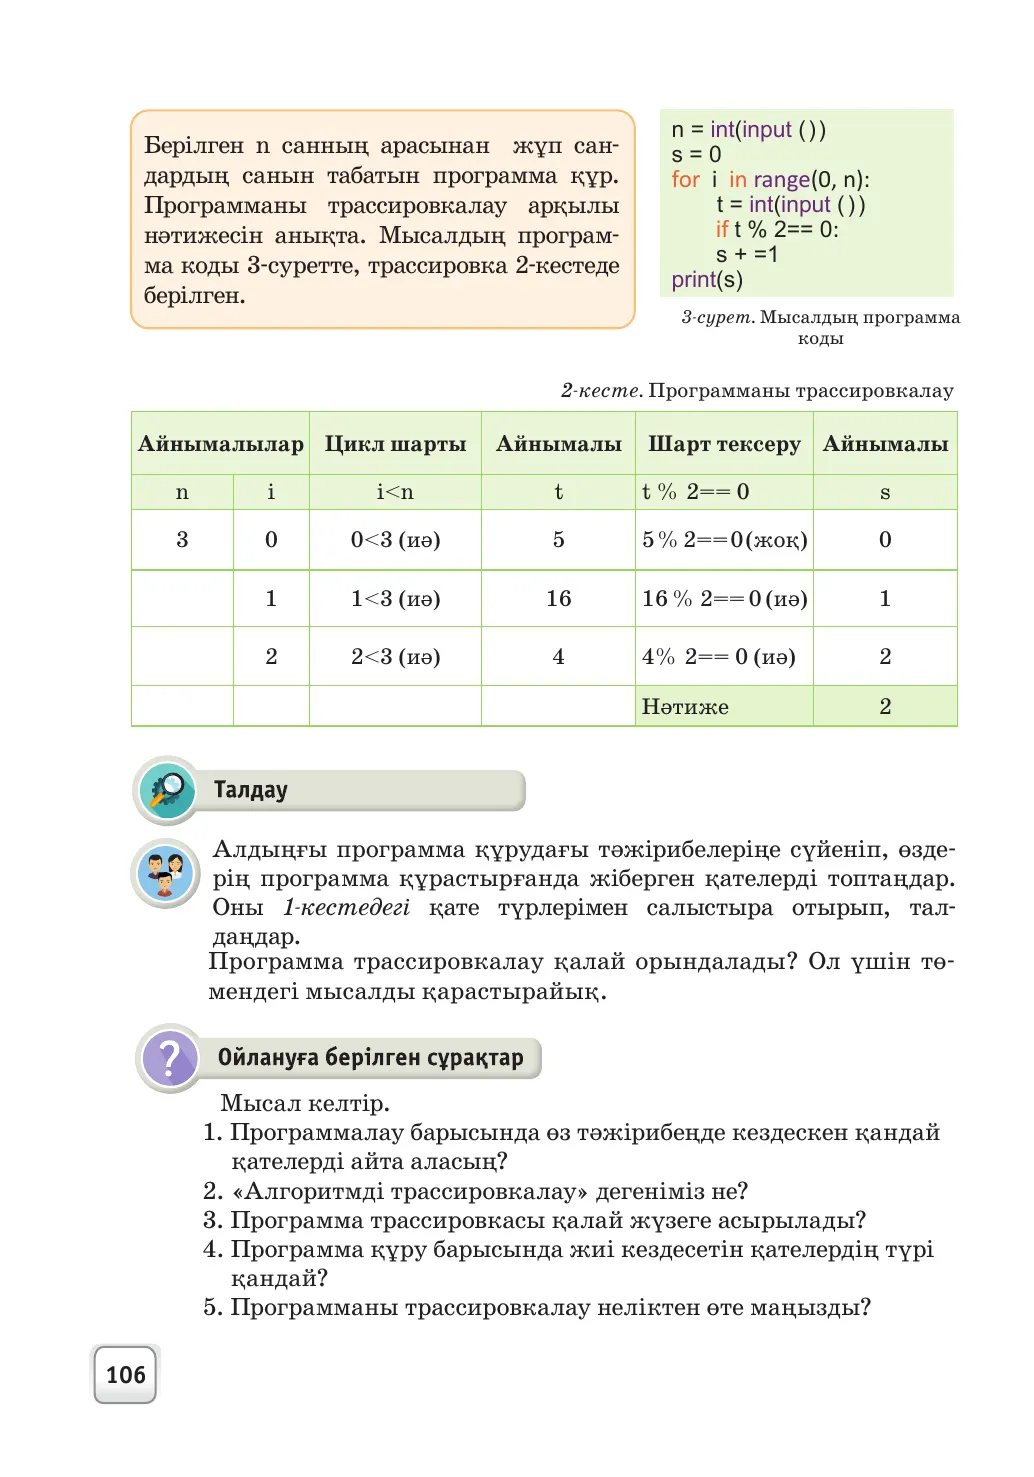 Берілген n санның арасынан жұп сан-
дардың санын табатын программа құр.
Программаны трассировкалау арқылы
нәтижесін анықта. Мысалдың програм-
ма коды 3-суретте, трассировка 2-кестеде
берілген.
n = int(input ( ) )
s = 0
for i in range(0, n):
t = int(input ( ) )
if t % 2== 0:
s + =1
print(s)
3-сурет. Мысалдың программа
коды
2-кесте. Программаны трассировкалау
Айнымалылар Цикл шарты Айнымалы Шарт тексеру Айнымалы
n i i<n t t % 2== 0 s
3 0 0<3 (иә) 5 5 % 2==0(жоқ) 0
1 1<3 (иә) 16 16 % 2==0 (иә) 1
2 2<3 (иә) 4 4% 2== 0 (иә) 2
Нәтиже 2
Талдау
Алдыңғы программа құрудағы тәжірибелеріңе сүйеніп, өзде-
рің программа құрастырғанда жіберген қателерді топтаңдар.
Оны 1-кестедегі қате түрлерімен салыстыра отырып, тал-
даңдар.
Программа трассировкалау қалай орындалады? Ол үшін тө-
мендегі мысалды қарастырайық.
?
Ойлануға берілген сұрақтар
Мысал келтір.
1. Программалау барысында өз тәжірибеңде кездескен қандай
қателерді айта аласың?
2. «Алгоритмді трассировкалау» дегеніміз не?
3. Программа трассировкасы қалай жүзеге асырылады?
4. Программа құру барысында жиі кездесетін қателердің түрі
қандай?
5. Программаны трассировкалау неліктен өте маңызды?
106